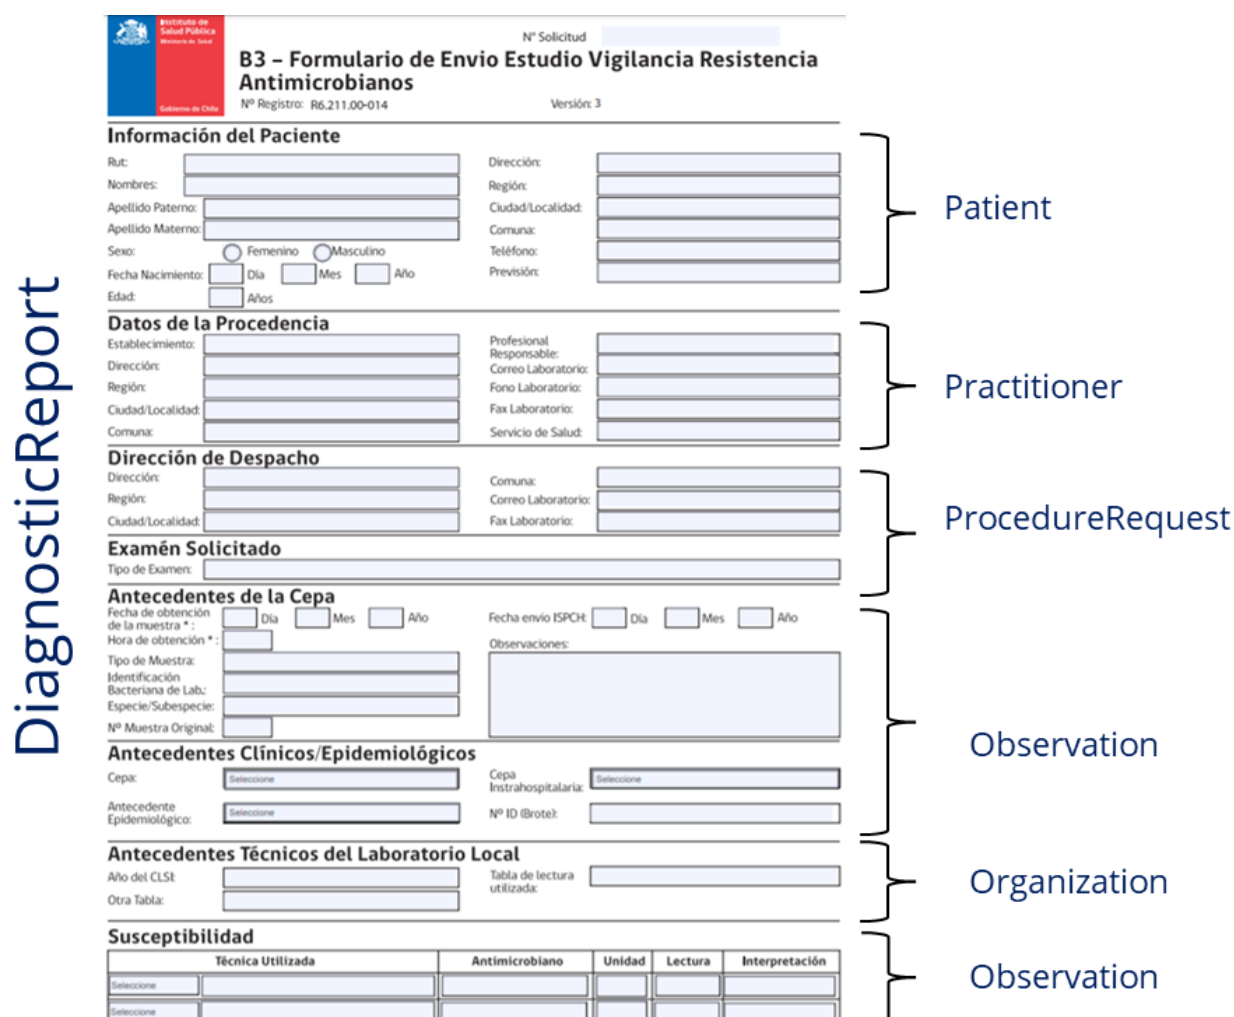 Instituto de
Salud Pública
Ministerio de Salud
Gobierno de Chile
N° Solicitud
B3 – Formulario de Envio Estudio Vigilancia Resistencia
Antimicrobianos
Nº Registro: R6.211.00-014
Versión: 3
DiagnosticReport
Información del Paciente
Rut:
Dirección:
Nombres:
Región:
Apellido Paterno:
Ciudad/Localidad:
Apellido Materno:
Comuna:
Sexo: Femenino Masculino
Teléfono:
Fecha Nacimiento: Día Mes Año
Previsión:
Edad: Años
Patient
Datos de la Procedencia
Establecimiento:
Profesional
Responsable:
Dirección:
Correo Laboratorio:
Región:
Fono Laboratorio:
Ciudad/Localidad:
Fax Laboratorio:
Comuna:
Servicio de Salud:
Practitioner
Dirección de Despacho
Dirección:
Comuna:
Región:
Correo Laboratorio:
Ciudad/Localidad:
Fax Laboratorio:
Examén Solicitado
Tipo de Examen:
ProcedureRequest
Antecedentes de la Cepa
Fecha de obtención
de la muestra * : Día Mes Año
Fecha envio ISPCH: Día Mes Año
Hora de obtención * :
Observaciones:
Tipo de Muestra:
Identificación
Bacteriana de Lab.:
Especie/Subespecie:
Nº Muestra Original:
Antecedentes Clínicos/Epidemiológicos
Cepa: Seleccione
Cepa
Instrahospitalaria: Seleccione
Antecedente
Epidemiológico: Seleccione
Nº ID (Brote):
Observation
Antecedentes Técnicos del Laboratorio Local
Año del CLSI:
Tabla de lectura
utilizada:
Otra Tabla:
Organization
Susceptibilidad
Técnica Utilizada Antimicrobiano Unidad Lectura Interpretación
Seleccione
Seleccione
Observation